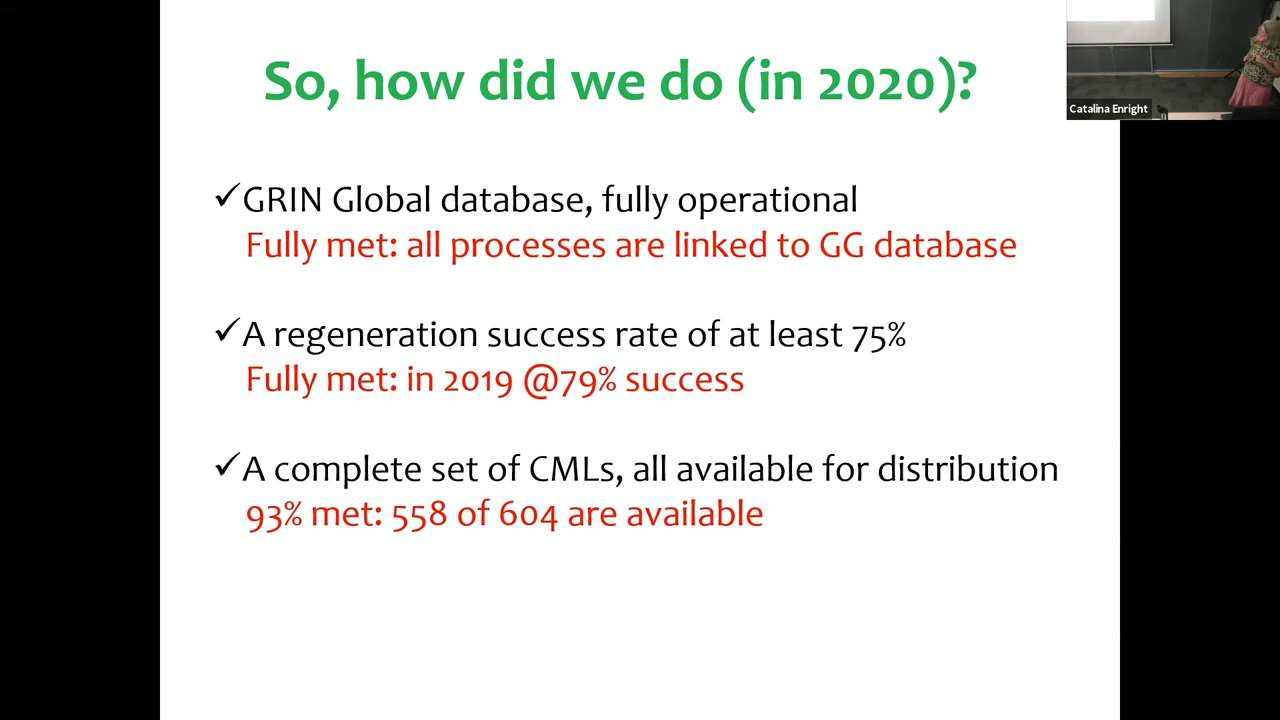 So, how did we do (in 2020)?
Catalina Enright
✓GRIN Global database, fully operational
Fully met: all processes are linked to GG database
✓A regeneration success rate of at least 75%
Fully met: in 2019 @79% success
✓A complete set of CMLs, all available for distribution
93% met: 558 of 604 are available